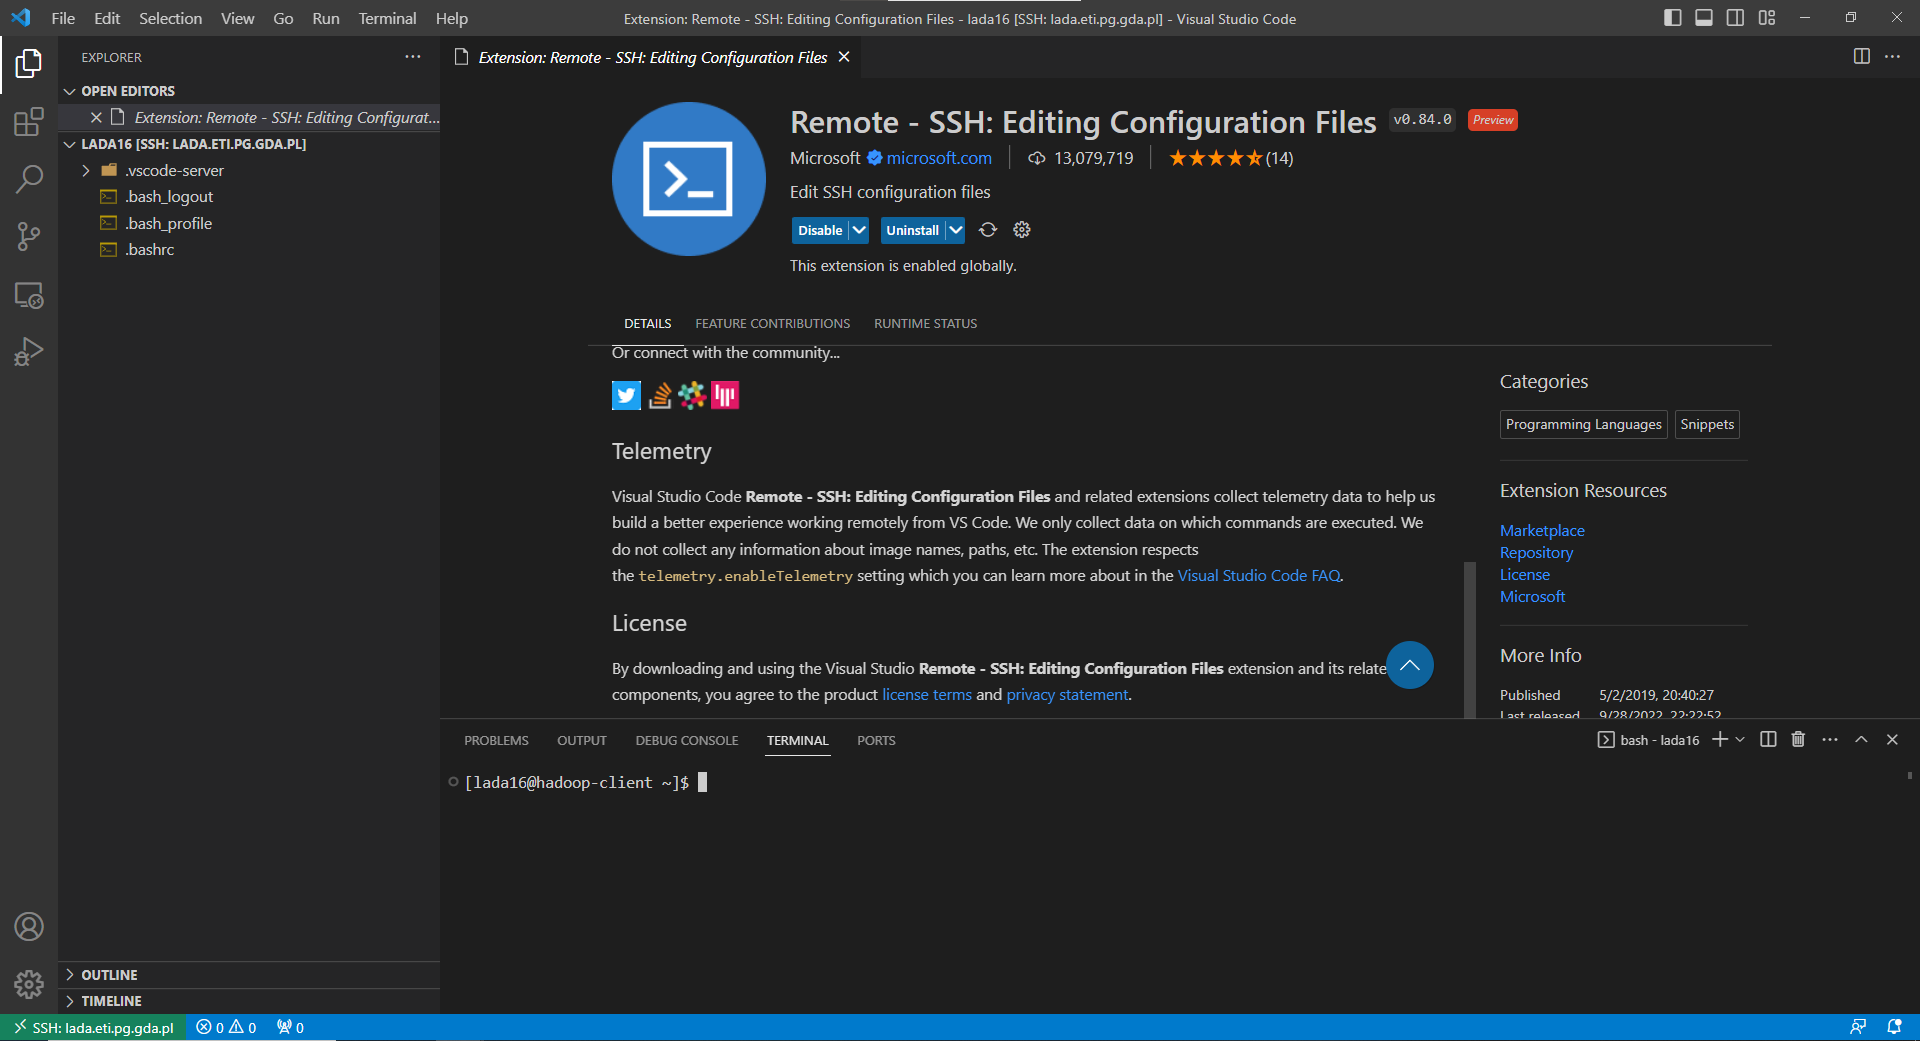 File Edit Selection View Go Run Terminal Help
Extension: Remote - SSH: Editing Configuration Files - lada16 [SSH: lada.eti.pg.gda.pl] - Visual Studio Code
EXPLORER
OPEN EDITORS
Extension: Remote - SSH: Editing Configurat...
LADA16 [SSH: LADA.ETI.PG.GDA.PL]
.vscode-server
.bash_logout
.bash_profile
.bashrc
OUTLINE
TIMELINE
Extension: Remote - SSH: Editing Configuration Files
Remote - SSH: Editing Configuration Files v0.84.0 Preview
Microsoft microsoft.com 13,079,719 (14)
Edit SSH configuration files
Disable Uninstall
This extension is enabled globally.
DETAILS FEATURE CONTRIBUTIONS RUNTIME STATUS
Or connect with the community...
Telemetry
Visual Studio Code Remote - SSH: Editing Configuration Files and related extensions collect telemetry data to help us
build a better experience working remotely from VS Code. We only collect data on which commands are executed. We
do not collect any information about image names, paths, etc. The extension respects
the telemetry.enableTelemetry setting which you can learn more about in the Visual Studio Code FAQ.
License
By downloading and using the Visual Studio Remote - SSH: Editing Configuration Files extension and its relate
components, you agree to the product license terms and privacy statement.
Categories
Programming Languages Snippets
Extension Resources
Marketplace
Repository
License
Microsoft
More Info
Published 5/2/2019, 20:40:27
Last released 9/28/2022, 22:22:52
PROBLEMS OUTPUT DEBUG CONSOLE TERMINAL PORTS
bash - lada16
[lada16@hadoop-client ~]$
SSH: lada.eti.pg.gda.pl 0 0 0